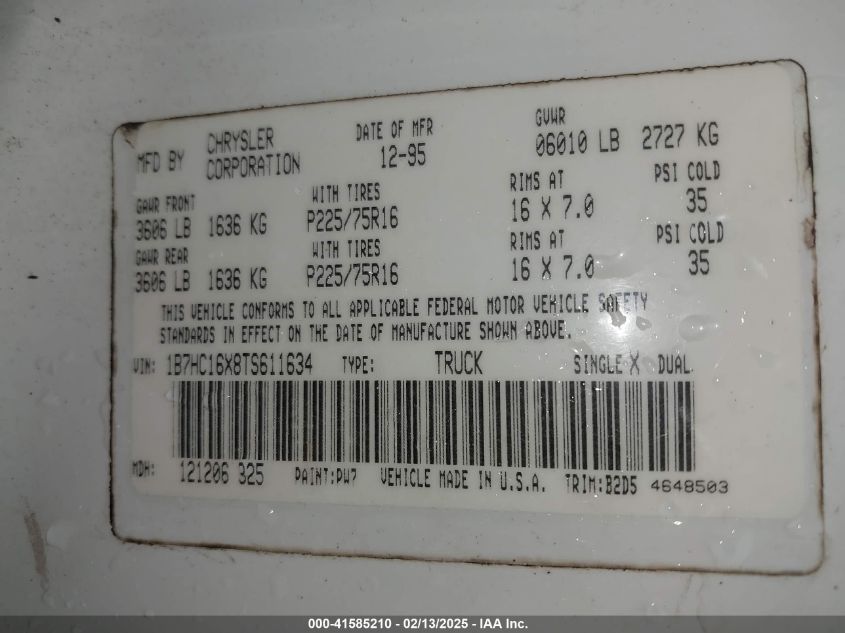 MFD BY CHRYSLER CORPORATION DATE OF MFR 12-95 GVWR 06010 LB 2727 KG
GAWR FRONT WITH TIRES RIMS AT PSI COLD
3606 LB 1636 KG P225/75R16 16 X 7.0 35
GAWR REAR WITH TIRES RIMS AT PSI COLD
3606 LB 1636 KG P225/75R16 16 X 7.0 35
THIS VEHICLE CONFORMS TO ALL APPLICABLE FEDERAL MOTOR VEHICLE SAFETY
STANDARDS IN EFFECT ON THE DATE OF MANUFACTURE SHOWN ABOVE.
VIN: 1B7HC16X8TS611634 TYPE: TRUCK SINGLE X DUAL
MDH: 121206 325 PAINT:PW7 VEHICLE MADE IN U.S.A. TRIM:B2D5 4648503
000-41585210 - 02/13/2025 - IAA Inc.